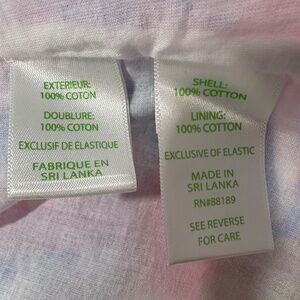 EXTERIEUR:
100% COTON
DOUBLURE:
100% COTON
EXCLUSIF DE ÉLASTIQUE
FABRIQUE EN
SRI LANKA
SHELL:
100% COTTON
LINING:
100% COTTON
EXCLUSIVE OF ELASTIC
MADE IN
SRI LANKA
RN#88189
SEE REVERSE
FOR CARE